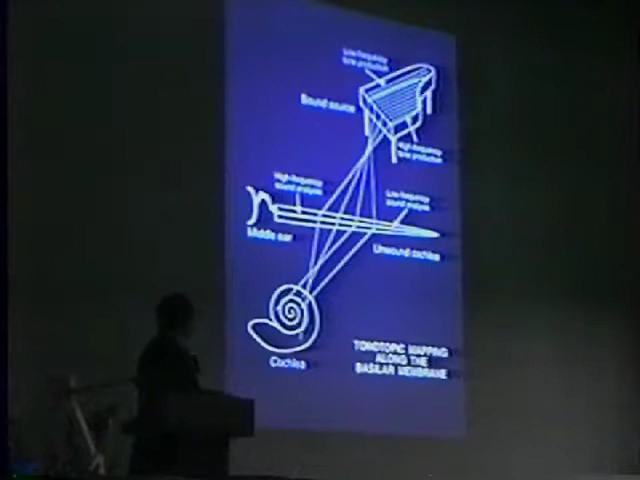 Low-frequency
tone production
Sound source
High-frequency
tone production
High-frequency
sound analysis
Low-frequency
sound analysis
Middle ear
Unwound cochlea
Cochlea
TONOTOPIC MAPPING
ALONG THE
BASILAR MEMBRANE